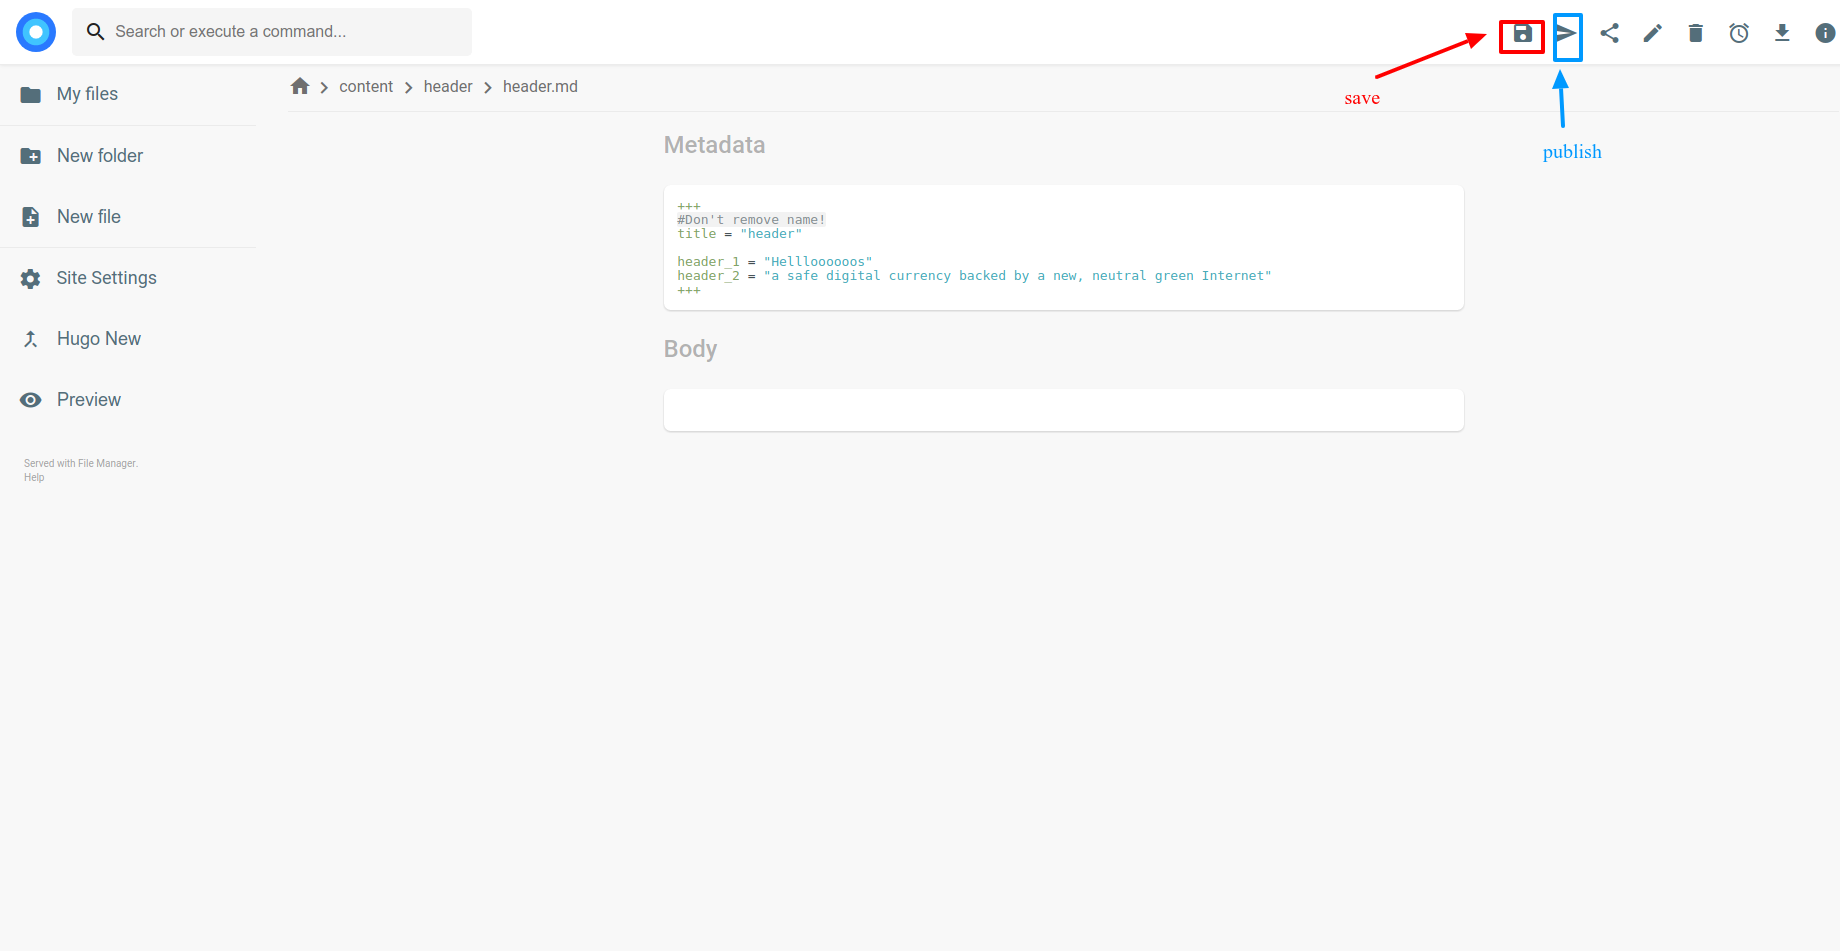 Search or execute a command...
save
publish
My files
New folder
New file
Site Settings
Hugo New
Preview
Served with File Manager.
Help
content > header > header.md
Metadata
+++
#Don't remove name!
title = "header"
header_1 = "Hellloooooos"
header_2 = "a safe digital currency backed by a new, neutral green Internet"
+++
Body